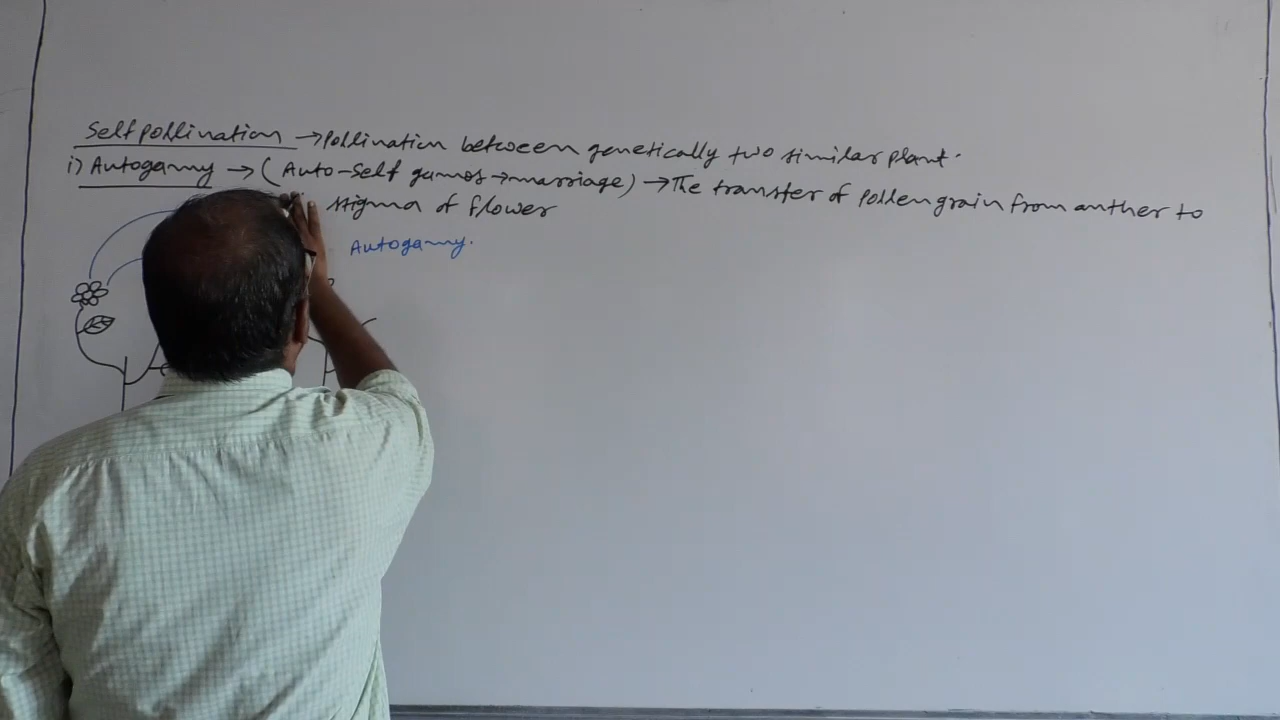 Self pollination → Pollination between genetically two similar plant.
i) Autogamy → (Auto-Self gamos → marriage) → The transfer of pollen grain from anther to
stigma of flower
Autogamy.